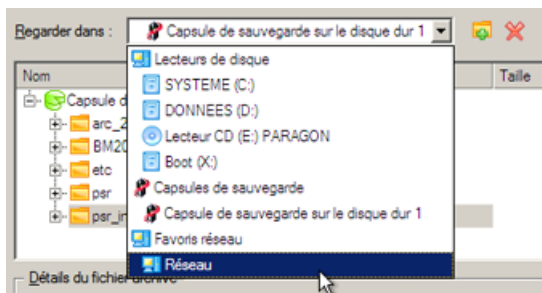 Regarder dans :
Capsule de sauvegarde sur le disque dur 1
Nom
Taille
Lecteurs de disque
SYSTEME (C:)
DONNEES (D:)
Lecteur CD (E:) PARAGON
Boot (X:)
Capsules de sauvegarde
Capsule de sauvegarde sur le disque dur 1
Favoris réseau
Réseau
Capsule d
arc_2
BM20
etc
psr
psr_in
Détails du fichier archive